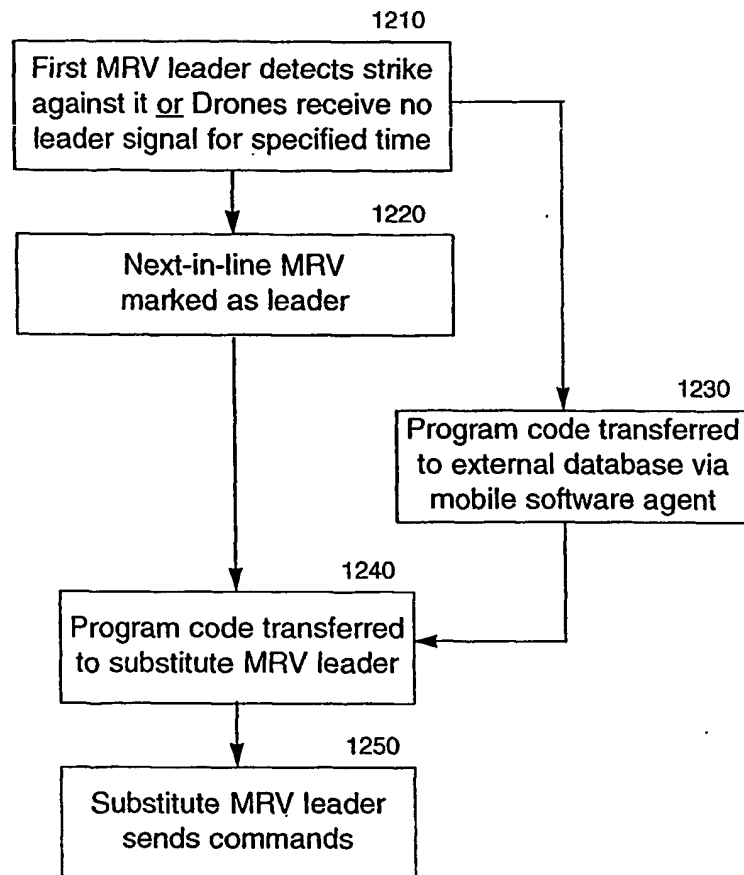 1210
First MRV leader detects strike
against it or Drones receive no
leader signal for specified time
1220
Next-in-line MRV
marked as leader
1230
Program code transferred
to external database via
mobile software agent
1240
Program code transferred
to substitute MRV leader
1250
Substitute MRV leader
sends commands